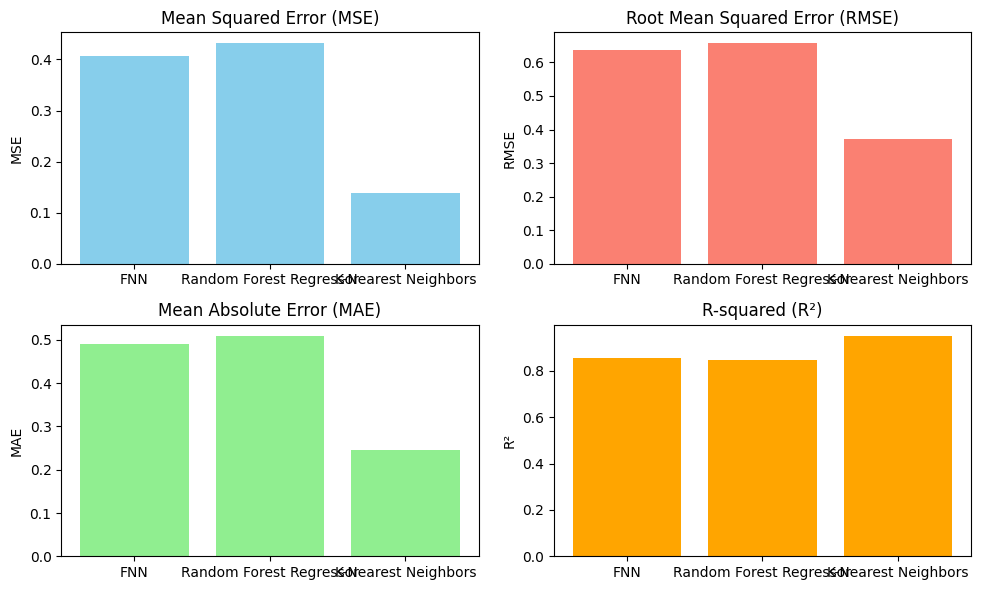 Mean Squared Error (MSE)
Root Mean Squared Error (RMSE)
MSE
0.4
0.3
0.2
0.1
0.0
FNN
Random Forest Regressor
K-Nearest Neighbors
RMSE
0.6
0.5
0.4
0.3
0.2
0.1
0.0
FNN
Random Forest Regressor
K-Nearest Neighbors
Mean Absolute Error (MAE)
R-squared (R²)
MAE
0.5
0.4
0.3
0.2
0.1
0.0
FNN
Random Forest Regressor
K-Nearest Neighbors
R²
0.8
0.6
0.4
0.2
0.0
FNN
Random Forest Regressor
K-Nearest Neighbors